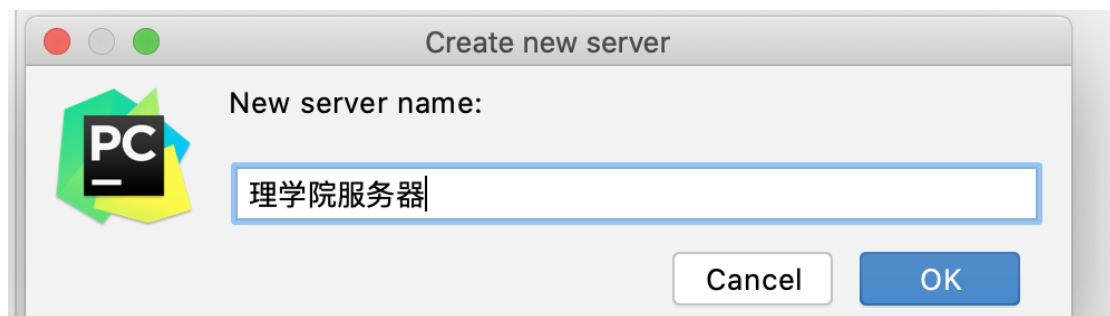 Create new server
New server name:
PC
理学院服务器
Cancel OK